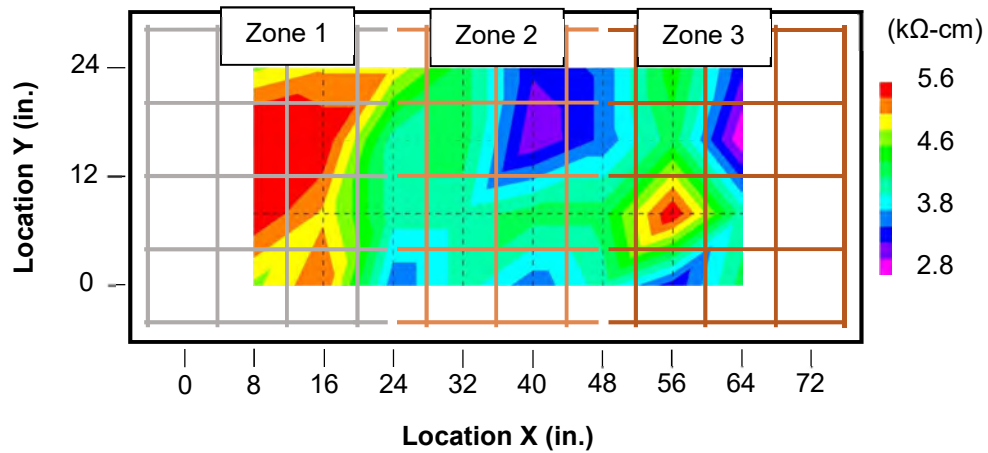 Zone 1 Zone 2 Zone 3 (kΩ-cm)
24
12
0
Location Y (in.)
5.6
4.6
3.8
2.8
0 8 16 24 32 40 48 56 64 72
Location X (in.)